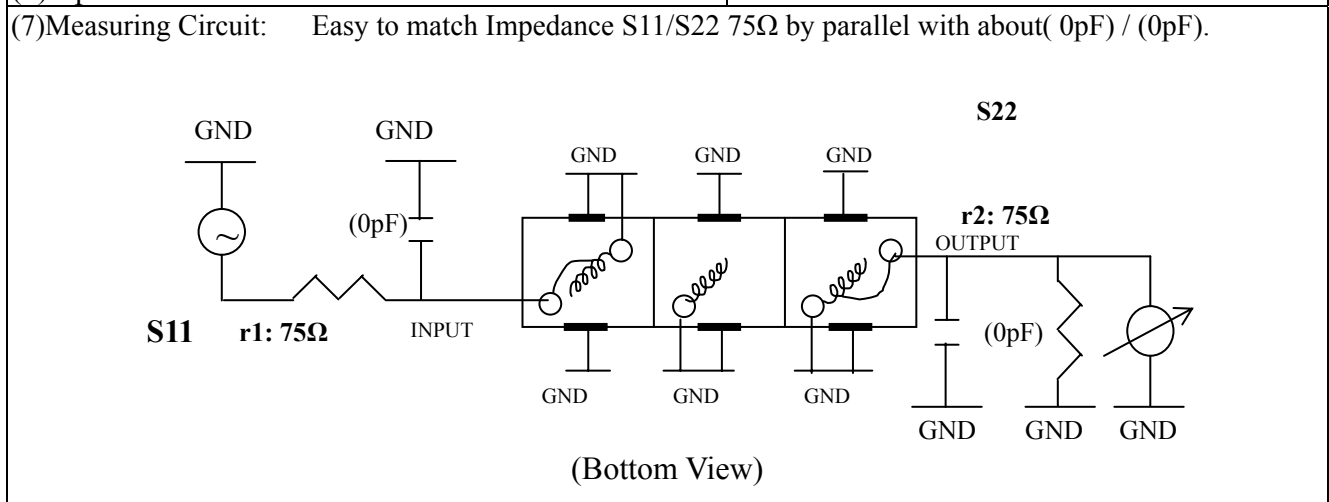 (7)Measuring Circuit: Easy to match Impedance S11/S22 75Ω by parallel with about( 0pF) / (0pF).
S22
GND GND
GND GND GND
(0pF)
r2: 75Ω
OUTPUT
S11 r1: 75Ω INPUT (0pF)
GND GND GND
GND GND GND
(Bottom View)